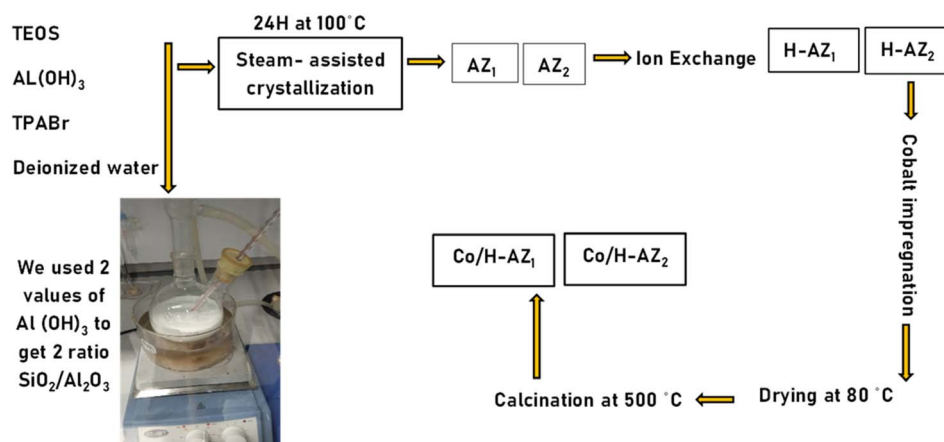 TEOS
AL(OH)₃
TPABr
Deionized water
We used 2
values of
Al (OH)₃ to
get 2 ratio
SiO₂/Al₂O₃
24H at 100°C
Steam- assisted
crystallization
AZ₁
AZ₂
Ion Exchange
H-AZ₁
H-AZ₂
Cobalt impregnation
Drying at 80 °C
Calcination at 500 °C
Co/H-AZ₁
Co/H-AZ₂